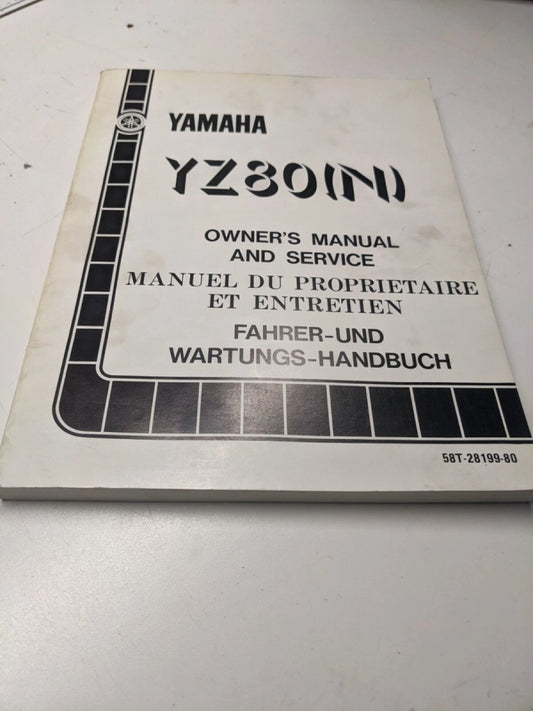 YAMAHA
YZ80(N)
OWNER'S MANUAL
AND SERVICE
MANUEL DU PROPRIETAIRE
ET ENTRETIEN
FAHRER-UND
WARTUNGS-HANDBUCH
58T-28199-80